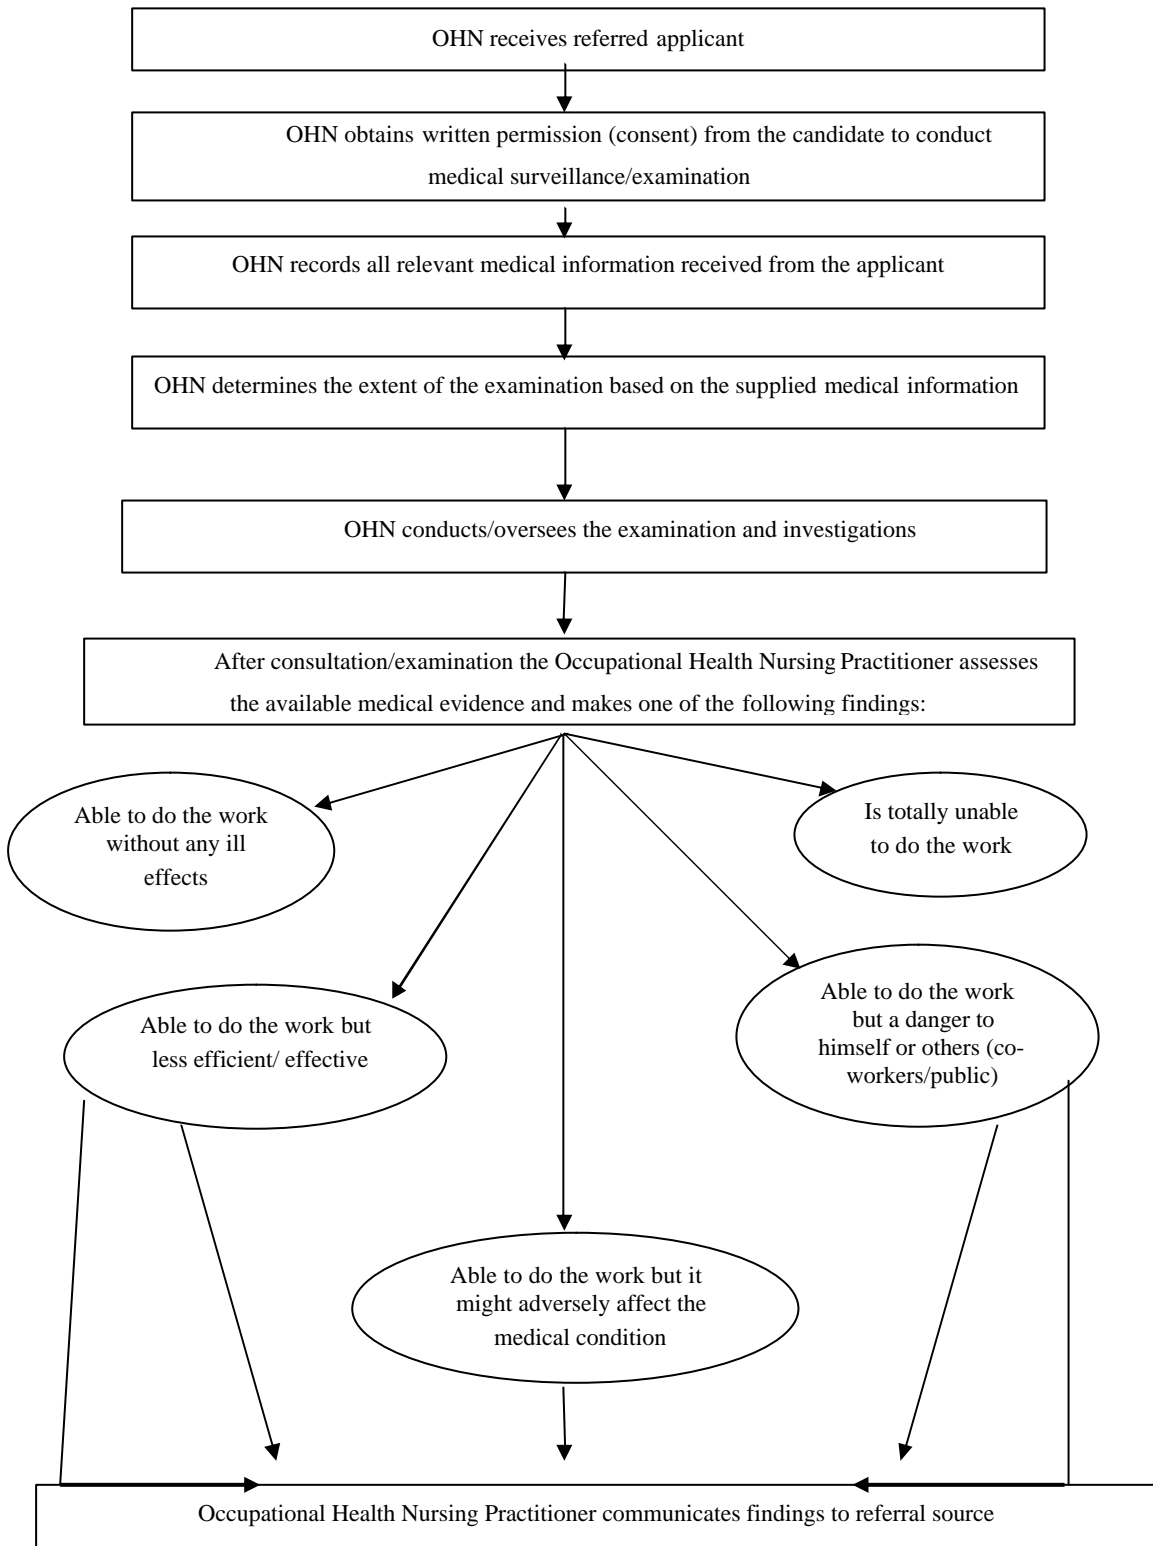 OHN receives referred applicant
OHN obtains written permission (consent) from the candidate to conduct
medical surveillance/examination
OHN records all relevant medical information received from the applicant
OHN determines the extent of the examination based on the supplied medical information
OHN conducts/oversees the examination and investigations
After consultation/examination the Occupational Health Nursing Practitioner assesses
the available medical evidence and makes one of the following findings:
Able to do the work
without any ill
effects
Is totally unable
to do the work
Able to do the work but
less efficient/ effective
Able to do the work
but a danger to
himself or others (co-
workers/public)
Able to do the work but it
might adversely affect the
medical condition
Occupational Health Nursing Practitioner communicates findings to referral source